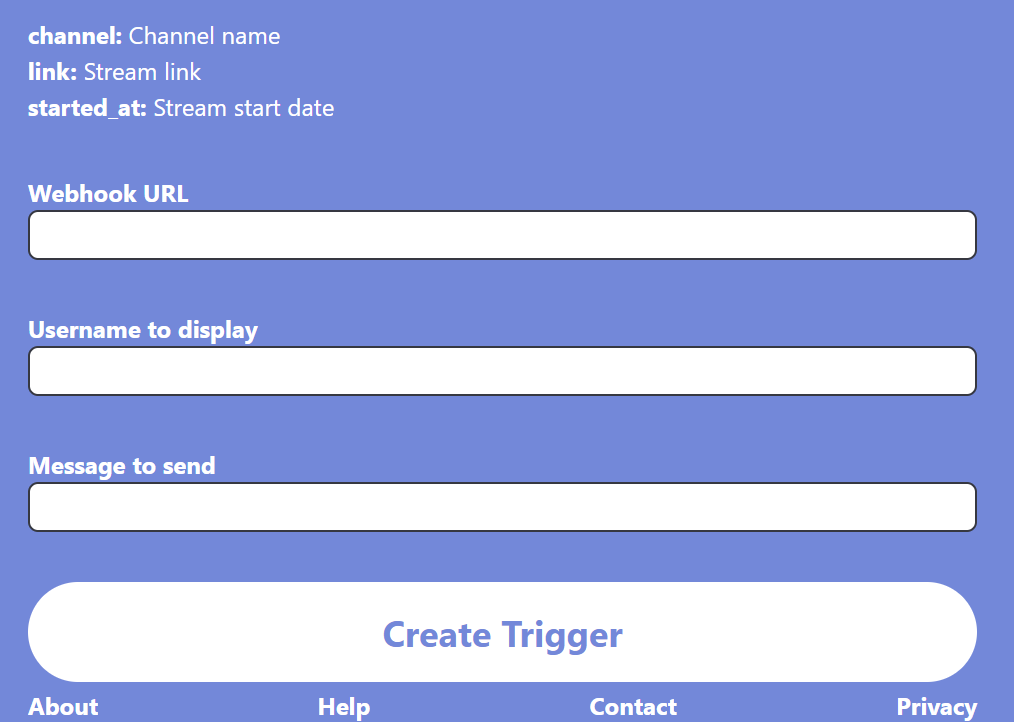 channel: Channel name
link: Stream link
started_at: Stream start date
Webhook URL
Username to display
Message to send
Create Trigger
About Help Contact Privacy